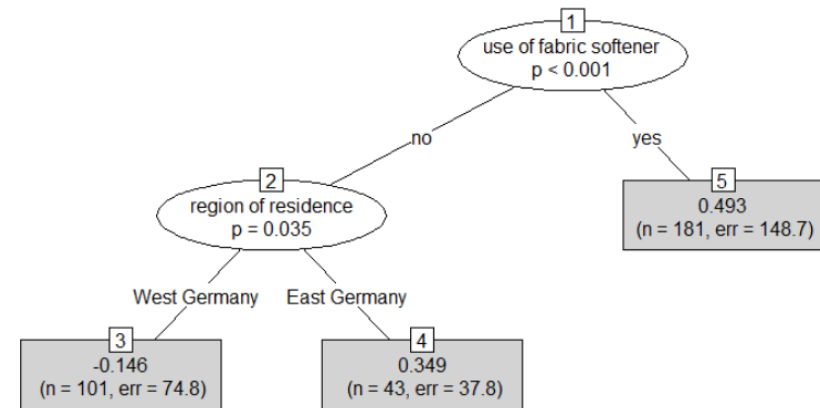 1
use of fabric softener
p < 0.001
no
yes
2
region of residence
p = 0.035
5
0.493
(n = 181, err = 148.7)
West Germany
East Germany
3
-0.146
(n = 101, err = 74.8)
4
0.349
(n = 43, err = 37.8)